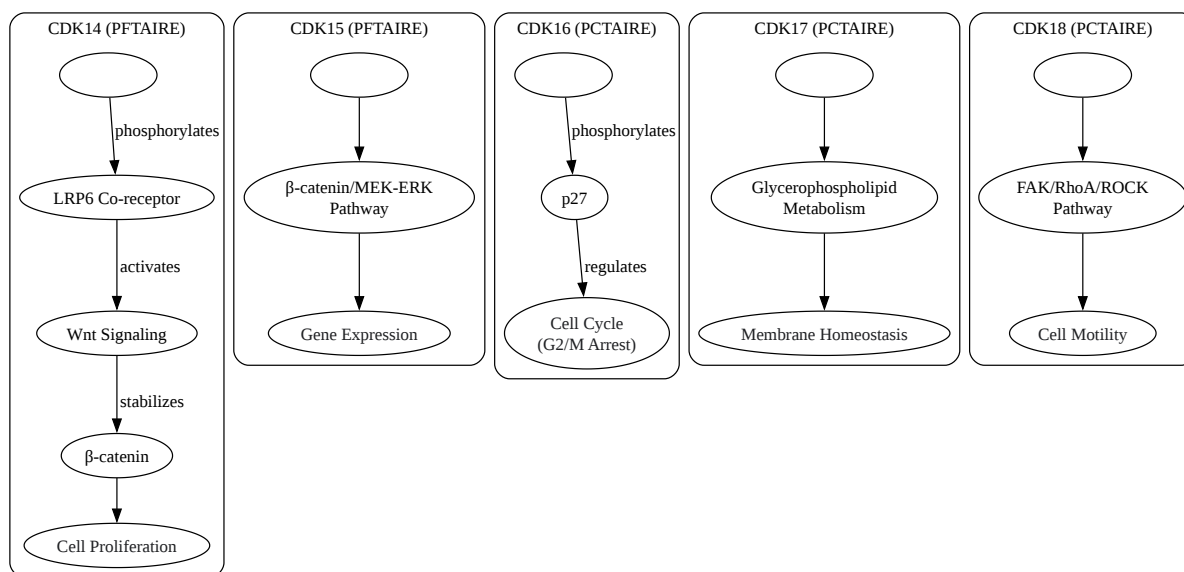 CDK14 (PFTAIRE)
phosphorylates
LRP6 Co-receptor
activates
Wnt Signaling
stabilizes
β-catenin
Cell Proliferation
CDK15 (PFTAIRE)
β-catenin/MEK-ERK
Pathway
Gene Expression
CDK16 (PCTAIRE)
phosphorylates
p27
regulates
Cell Cycle
(G2/M Arrest)
CDK17 (PCTAIRE)
Glycerophospholipid
Metabolism
Membrane Homeostasis
CDK18 (PCTAIRE)
FAK/RhoA/ROCK
Pathway
Cell Motility